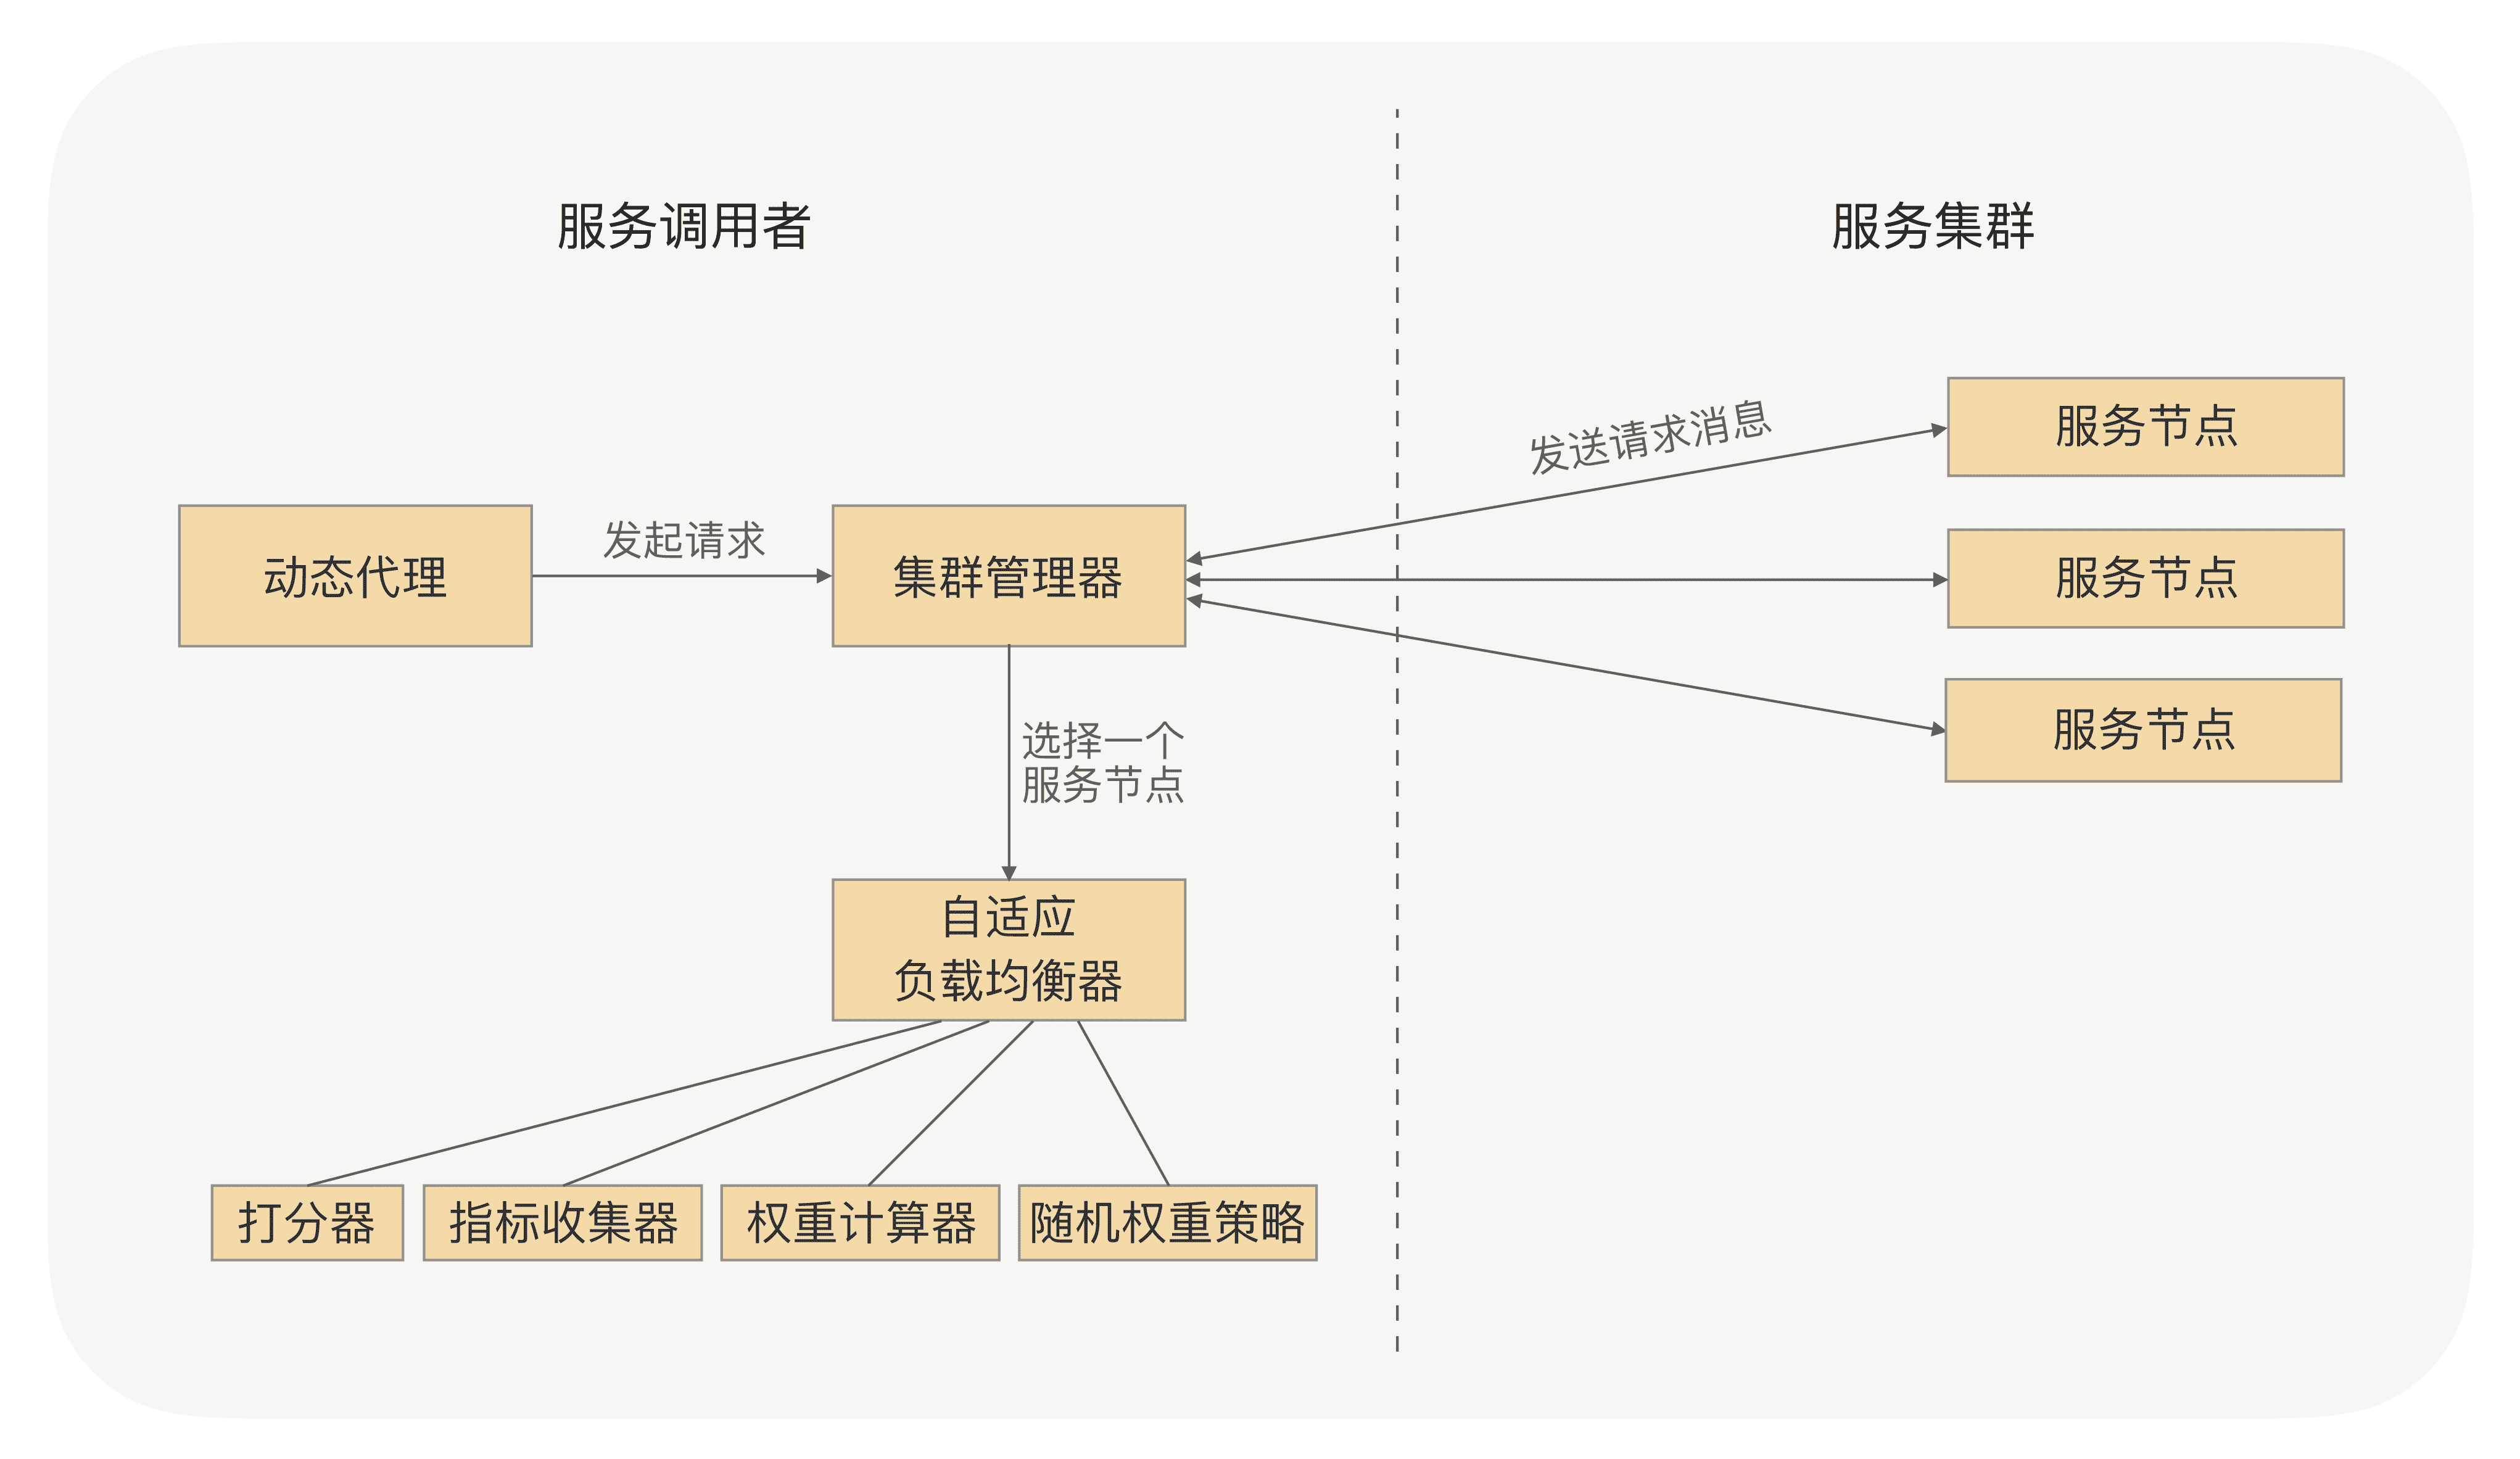 服务调用者
服务集群
发送请求消息
服务节点
动态代理
发起请求
集群管理器
服务节点
服务节点
选择一个
服务节点
自适应
负载均衡器
打分器
指标收集器
权重计算器
随机权重策略